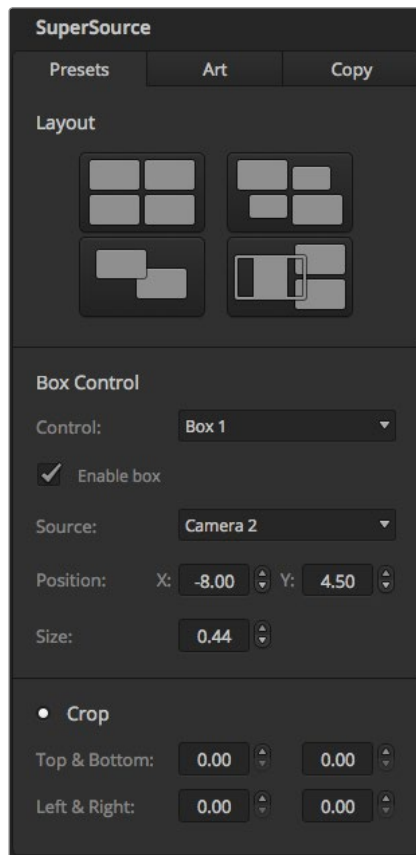 SuperSource
Presets Art Copy
Layout
Box Control
Control: Box 1
Enable box
Source: Camera 2
Position: X: -8.00 Y: 4.50
Size: 0.44
Crop
Top & Bottom: 0.00 0.00
Left & Right: 0.00 0.00